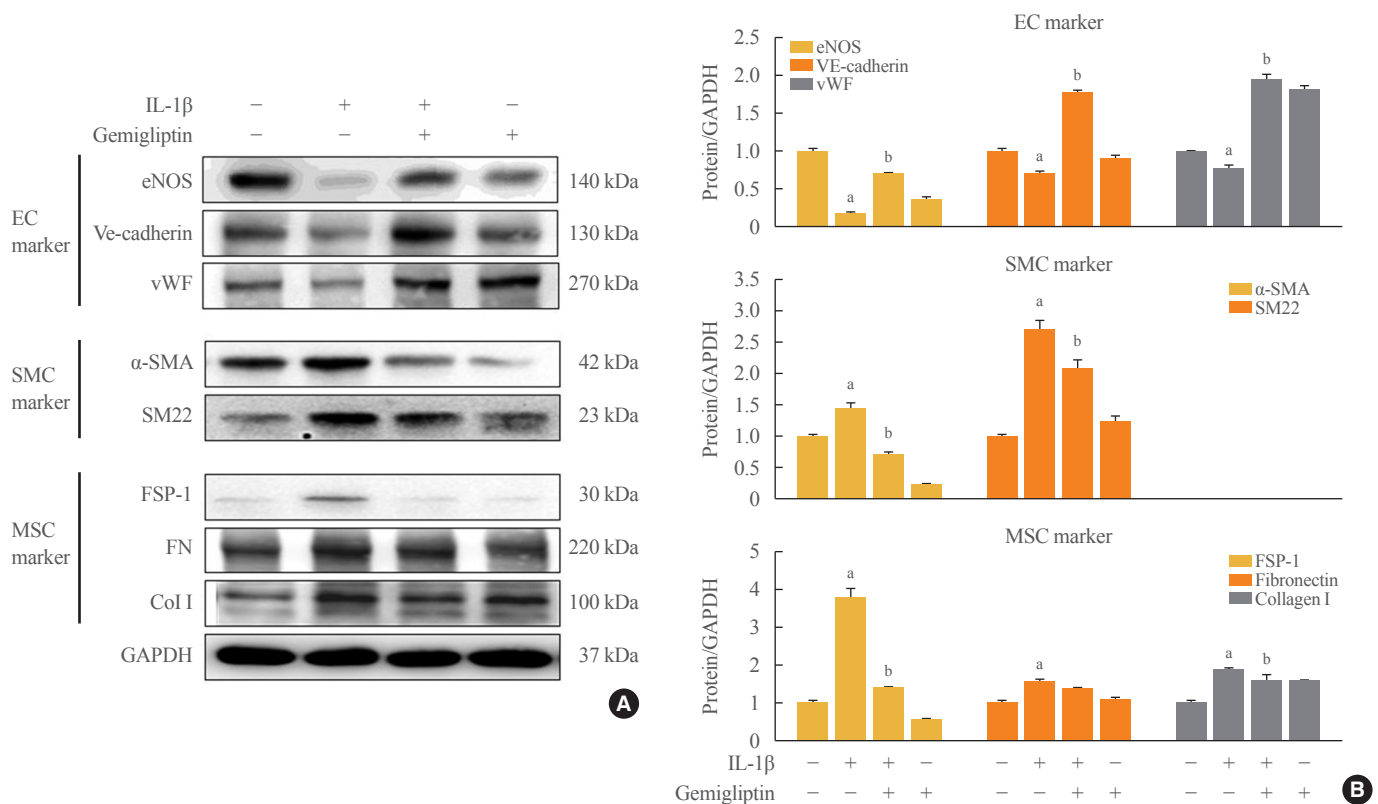 IL-1β − + + −
Gemigliptin − − + +
EC
marker
eNOS 140 kDa
Ve-cadherin 130 kDa
vWF 270 kDa
SMC
marker
α-SMA 42 kDa
SM22 23 kDa
MSC
marker
FSP-1 30 kDa
FN 220 kDa
Col I 100 kDa
GAPDH 37 kDa
A
EC marker
Protein/GAPDH
2.5
2.0
1.5
1.0
0.5
0
eNOS
VE-cadherin
vWF
a b a b a b
SMC marker
Protein/GAPDH
3.5
3.0
2.5
2.0
1.5
1.0
0.5
0
α-SMA
SM22
a b a b
MSC marker
Protein/GAPDH
5
4
3
2
1
0
FSP-1
Fibronectin
Collagen I
a b a a b
IL-1β − + + − − + + − − + + −
Gemigliptin − − + + − − + + − − + +
B